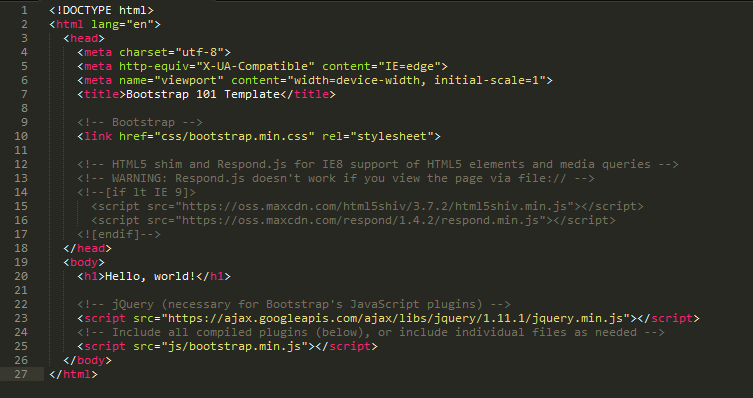 1 <!DOCTYPE html>
2 <html lang="en">
3   <head>
4     <meta charset="utf-8">
5     <meta http-equiv="X-UA-Compatible" content="IE=edge">
6     <meta name="viewport" content="width=device-width, initial-scale=1">
7     <title>Bootstrap 101 Template</title>
8
9     <!-- Bootstrap -->
10     <link href="css/bootstrap.min.css" rel="stylesheet">
11
12     <!-- HTML5 shim and Respond.js for IE8 support of HTML5 elements and media queries -->
13     <!-- WARNING: Respond.js doesn't work if you view the page via file:// -->
14     <!--[if lt IE 9]>
15       <script src="https://oss.maxcdn.com/html5shiv/3.7.2/html5shiv.min.js"></script>
16       <script src="https://oss.maxcdn.com/respond/1.4.2/respond.min.js"></script>
17     <![endif]-->
18   </head>
19   <body>
20     <h1>Hello, world!</h1>
21
22     <!-- jQuery (necessary for Bootstrap's JavaScript plugins) -->
23     <script src="https://ajax.googleapis.com/ajax/libs/jquery/1.11.1/jquery.min.js"></script>
24     <!-- Include all compiled plugins (below), or include individual files as needed -->
25     <script src="js/bootstrap.min.js"></script>
26   </body>
27 </html>